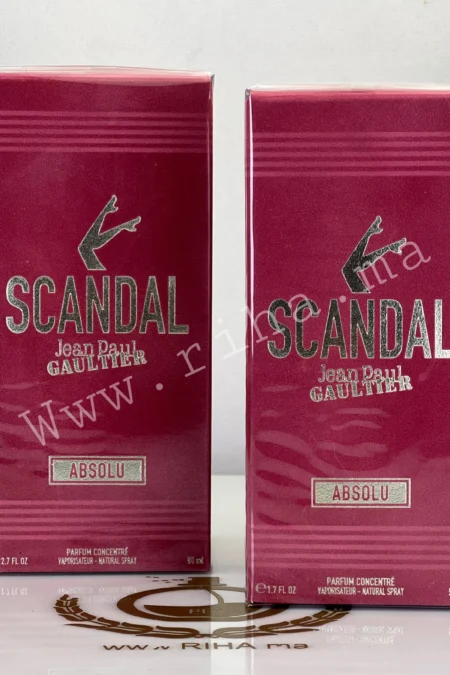 SCANDAL
Jean Paul
GAULTIER
ABSOLU
2.7 FL OZ
80 ml
PARFUM CONCENTRÉ
VAPORISATEUR - NATURAL SPRAY
SCANDAL
Jean Paul
GAULTIER
ABSOLU
℮1.7 FL OZ
PARFUM CONCENTRÉ
VAPORISATEUR - NATURAL SPRAY
www.riha.ma
RIHA ma